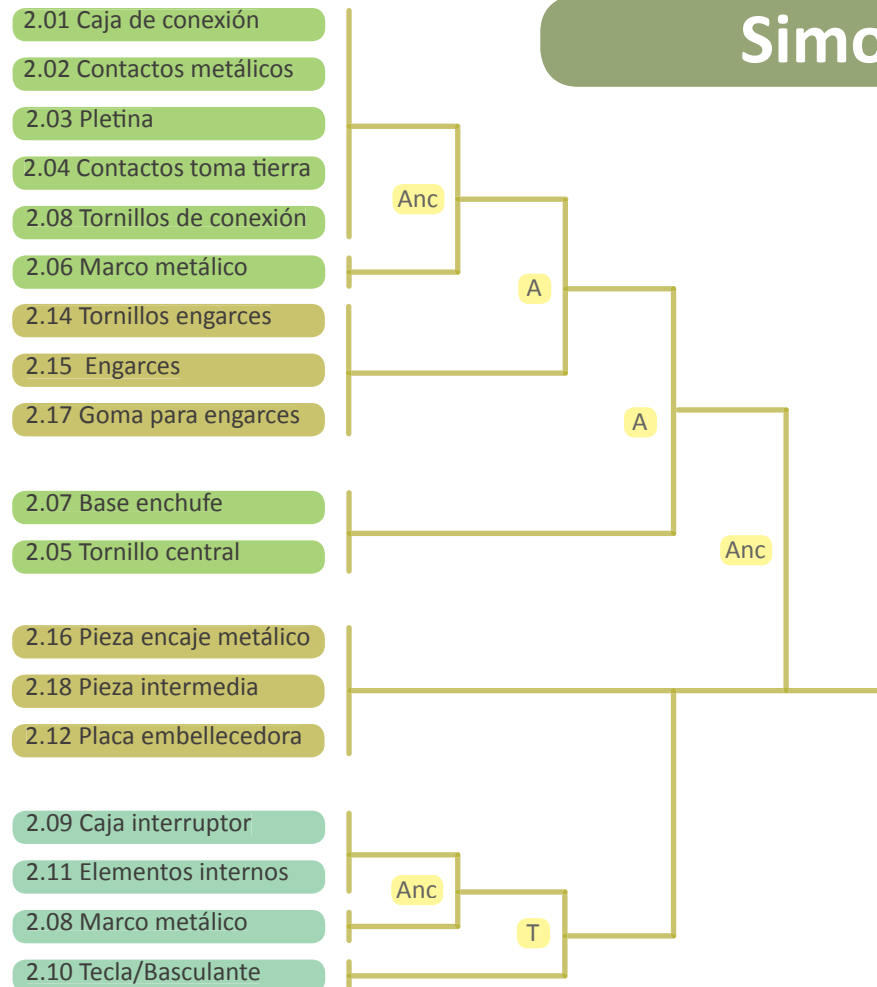 Simo
2.01 Caja de conexión
2.02 Contactos metálicos
2.03 Pletina
2.04 Contactos toma tierra
2.08 Tornillos de conexión
2.06 Marco metálico
2.14 Tornillos engarces
2.15 Engarces
2.17 Goma para engarces
2.07 Base enchufe
2.05 Tornillo central
2.16 Pieza encaje metálico
2.18 Pieza intermedia
2.12 Placa embellecedora
2.09 Caja interruptor
2.11 Elementos internos
2.08 Marco metálico
2.10 Tecla/Basculante
Anc
A
A
Anc
Anc
T